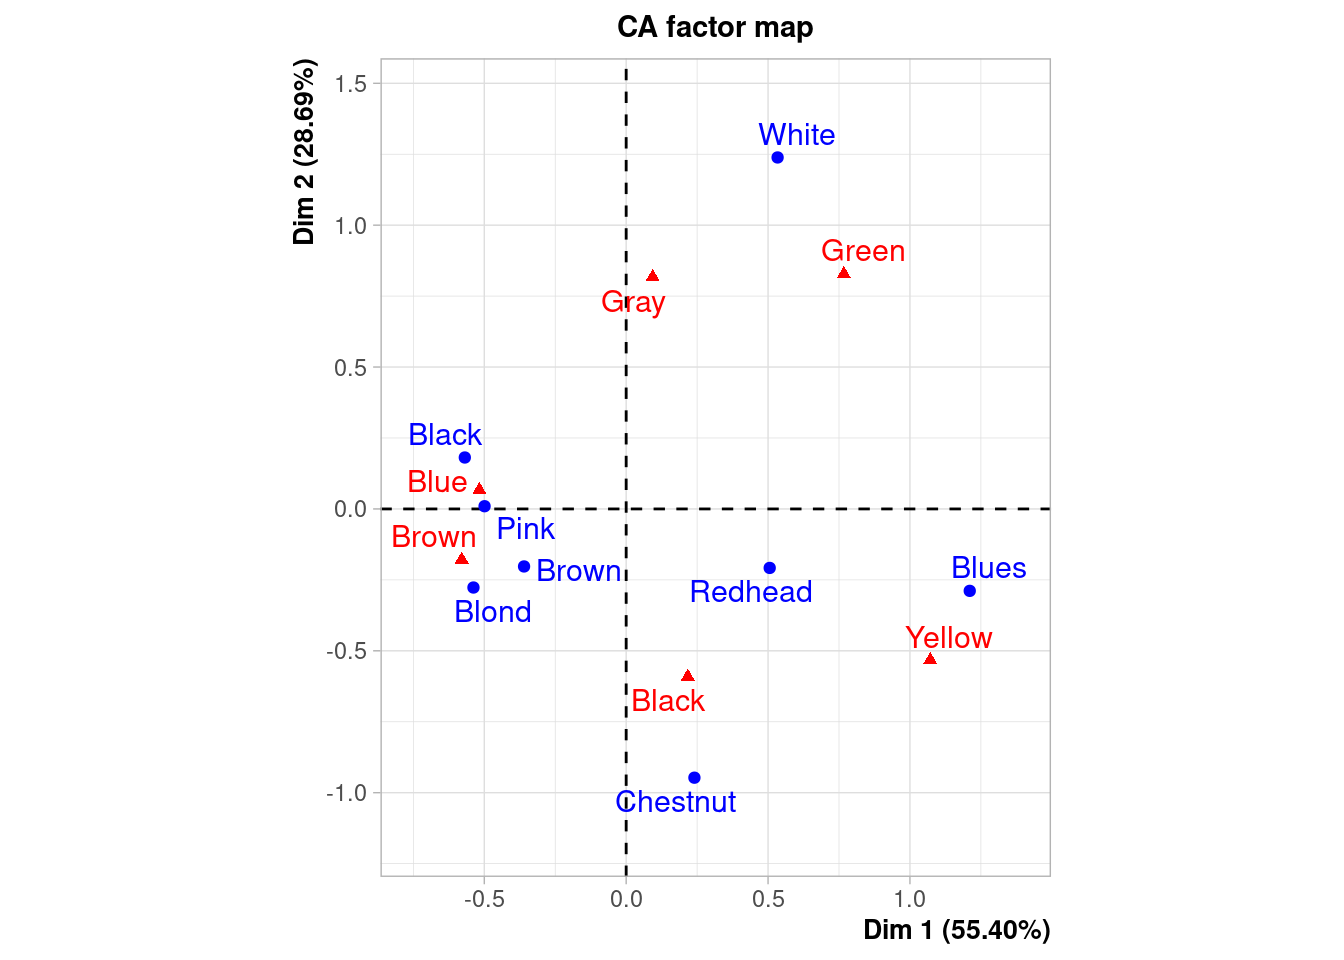 CA factor map
Dim 2 (28.69%)
1.5
1.0
0.5
0.0
-0.5
-1.0
White
Green
Gray
Black
Blue
Pink
Brown
Brown
Blond
Redhead
Blues
Yellow
Black
Chestnut
-0.5
0.0
0.5
1.0
Dim 1 (55.40%)